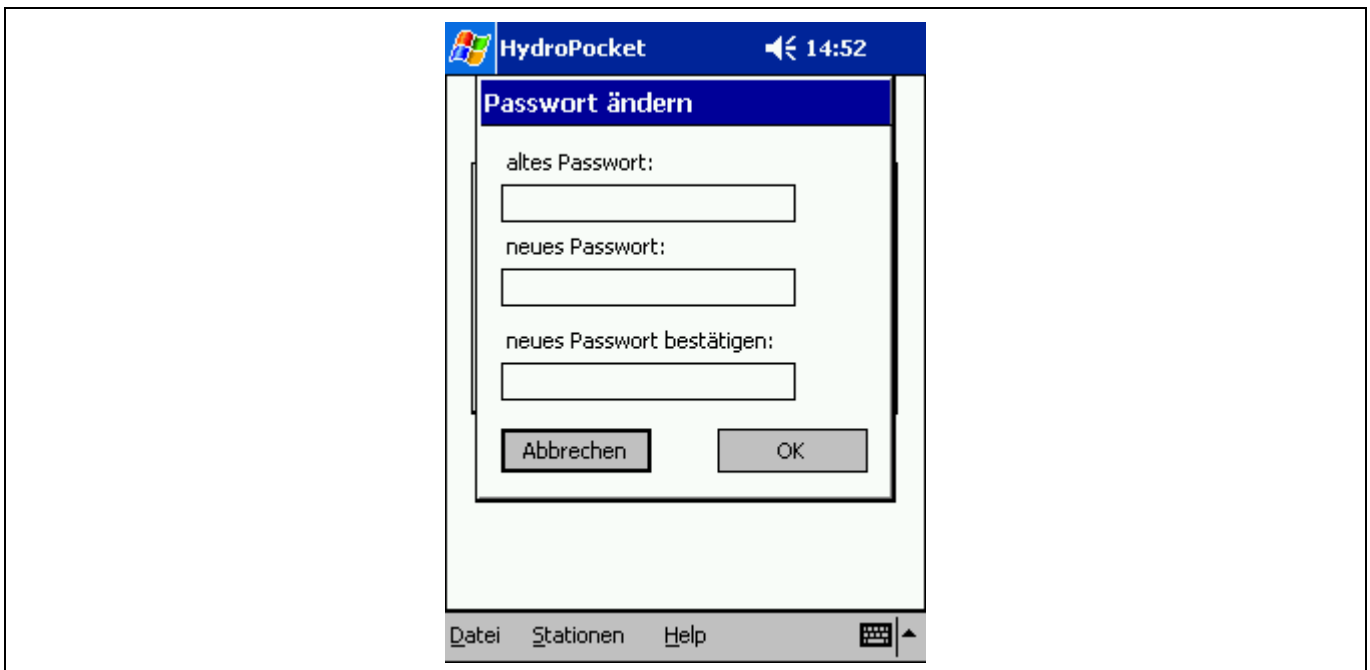 HydroPocket 14:52
Passwort ändern
altes Passwort:
neues Passwort:
neues Passwort bestätigen:
Abbrechen OK
Datei Stationen Help